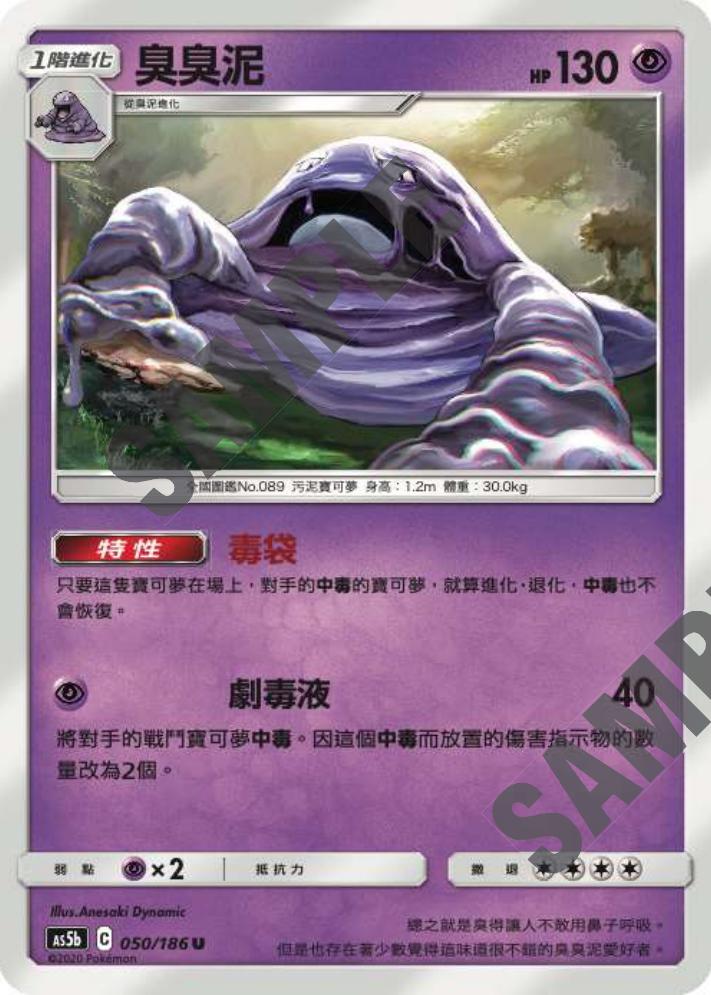 1階進化 臭臭泥 HP 130
從臭泥進化
全國圖鑑No.089 污泥寶可夢 身高：1.2m 體重：30.0kg
特性 毒袋
只要這隻寶可夢在場上，對手的中毒的寶可夢，就算進化·退化，中毒也不
會恢復。
劇毒液 40
將對手的戰鬥寶可夢中毒。因這個中毒而放置的傷害指示物的數
量改為2個。
弱點 ×2 抵抗力 撤退
Illus.Anesaki Dynamic
AS5b C 050/186 U
©2020 Pokémon
總之就是臭得讓人不敢用鼻子呼吸。
但是也存在著少數覺得這味道很不錯的臭臭泥愛好者。
SAMPLE
SAMPLE